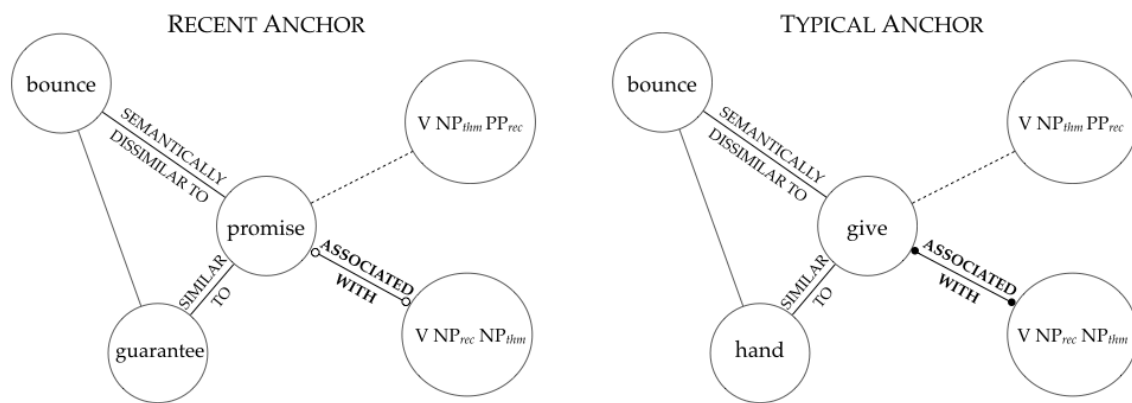 RECENT ANCHOR
bounce
SEMANTICALLY
DISSIMILAR TO
V NPthm PPrec
promise
SIMILAR
TO
ASSOCIATED
WITH
guarantee
V NPrec NPthm
TYPICAL ANCHOR
bounce
SEMANTICALLY
DISSIMILAR TO
V NPthm PPrec
give
SIMILAR
TO
ASSOCIATED
WITH
hand
V NPrec NPthm